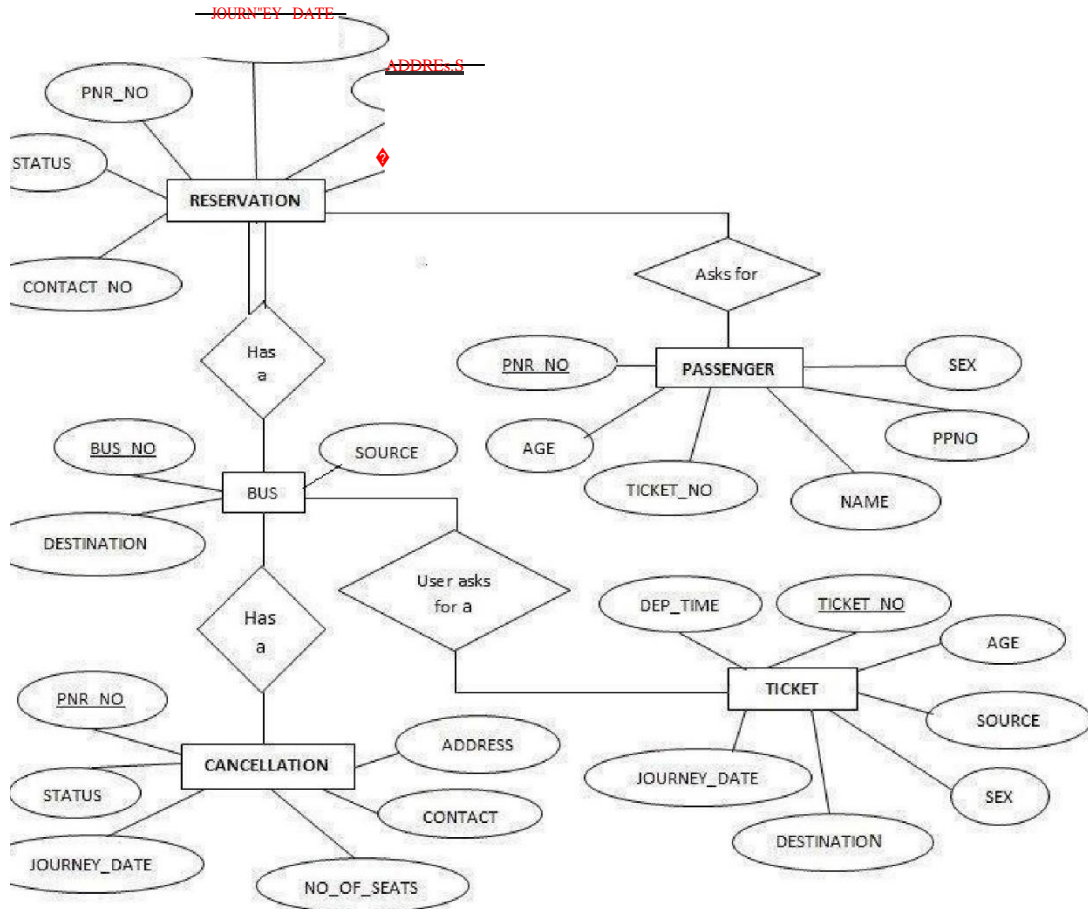 JOURN"EY DATE
ADDREs.S
PNR_NO
STATUS
RESERVATION
CONTACT_NO
Asks for
Has
a
PNR_NO
PASSENGER
SEX
AGE
PPNO
TICKET_NO
NAME
BUS_NO
SOURCE
BUS
DESTINATION
User asks
for a
DEP_TIME
TICKET_NO
AGE
Has
a
TICKET
SOURCE
PNR_NO
ADDRESS
CANCELLATION
JOURNEY_DATE
STATUS
SEX
CONTACT
DESTINATION
JOURNEY_DATE
NO_OF_SEATS